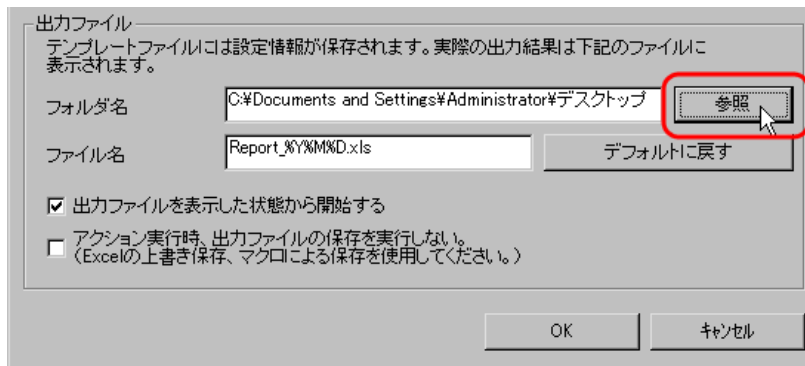 出力ファイル
テンプレートファイルには設定情報が保存されます。実際の出力結果は下記のファイルに
表示されます。
フォルダ名
C:¥Documents and Settings¥Administrator¥デスクトップ
参照
ファイル名
Report_%Y%M%D.xls
デフォルトに戻す
出力ファイルを表示した状態から開始する
アクション実行時、出力ファイルの保存を実行しない。
(Excelの上書き保存、マクロによる保存を使用してください。)
OK
キャンセル